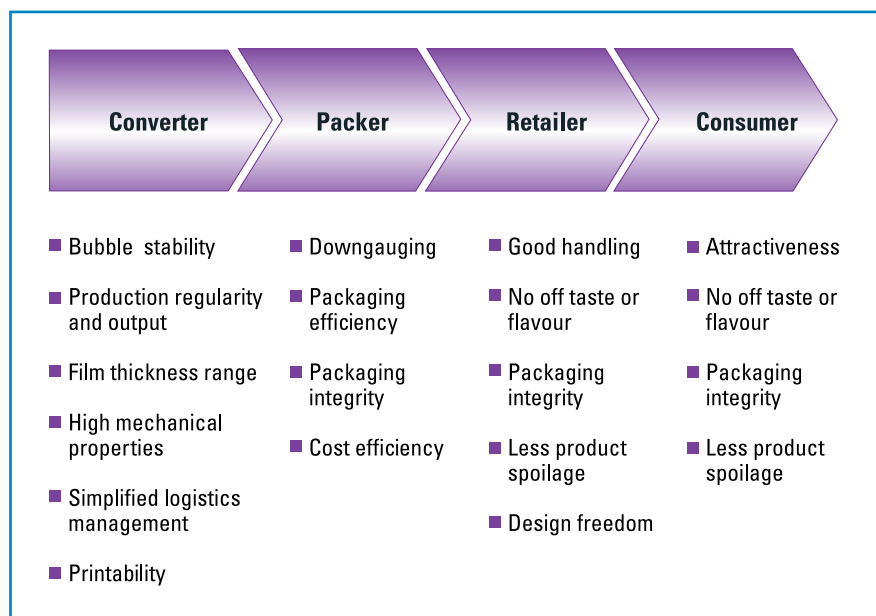 Converter
Packer
Retailer
Consumer
Bubble stability
Production regularity
and output
Film thickness range
High mechanical
properties
Simplified logistics
management
Printability
Downgauging
Packaging
efficiency
Packaging
integrity
Cost efficiency
Good handling
No off taste or
flavour
Packaging
integrity
Less product
spoilage
Design freedom
Attractiveness
No off taste or
flavour
Packaging
integrity
Less product
spoilage